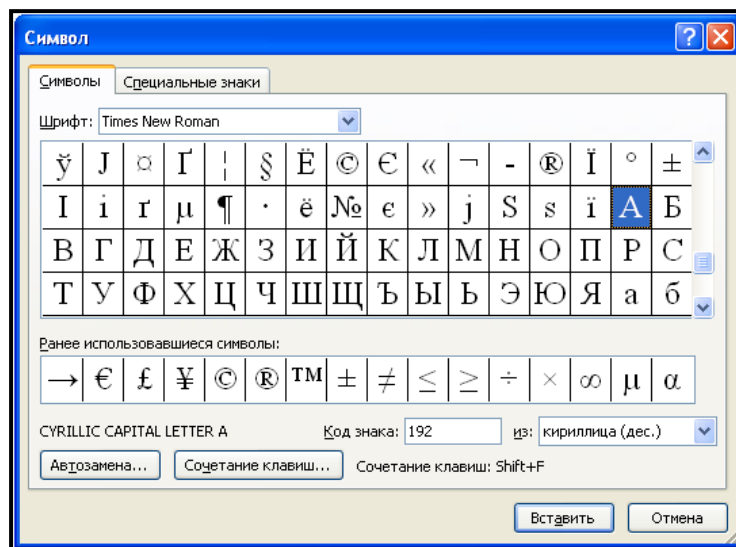 Символ
Символы Специальные знаки
Шрифт: Times New Roman
ў Ј ¤ Ґ ¦ § Ё © Є « ¬ - ® Ї ° ±
І і ґ µ ¶ · ё № є » ј Ѕ ѕ ї А Б
В Г Д Е Ж З И Й К Л М Н О П Р С
Т У Ф Х Ц Ч Ш Щ Ъ Ы Ь Э Ю Я а б
Ранее использовавшиеся символы:
→ € £ ¥ © ® ™ ± ≠ ≤ ≥ ÷ × ∞ µ α
CYRILLIC CAPITAL LETTER A Код знака: 192 из: кириллица (дес.)
Автозамена... Сочетание клавиш... Сочетание клавиш: Shift+F
Вставить Отмена